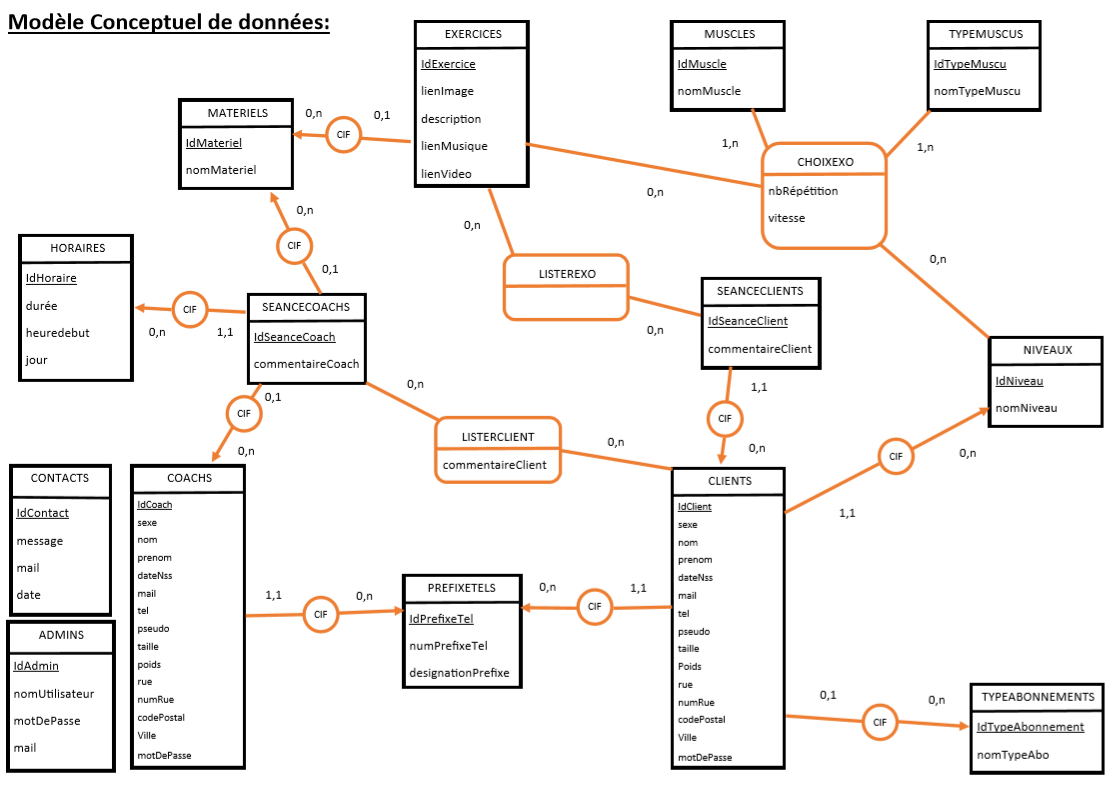 Modèle Conceptuel de données:
EXERCICES
IdExercice
lienImage
description
lienMusique
lienVideo
MUSCLES
IdMuscle
nomMuscle
TYPEMUSCUS
IdTypeMuscu
nomTypeMuscu
MATERIELS
IdMateriel
nomMateriel
0,n
CIF
0,1
1,n
1,n
CHOIXEXO
nbRépétition
vitesse
0,n
0,n
0,n
CIF
0,1
0,n
HORAIRES
IdHoraire
durée
heuredebut
jour
CIF
0,n
1,1
SEANCECOACHS
IdSeanceCoach
commentaireCoach
LISTEREXO
0,n
SEANCECLIENTS
IdSeanceClient
commentaireClient
NIVEAUX
IdNiveau
nomNiveau
0,1
CIF
0,n
0,n
LISTERCLIENT
commentaireClient
0,n
1,1
CIF
0,n
CIF
0,n
1,1
CONTACTS
IdContact
message
mail
date
COACHS
IdCoach
sexe
nom
prenom
dateNss
mail
tel
pseudo
taille
poids
rue
numRue
codePostal
Ville
motDePasse
CLIENTS
IdClient
sexe
nom
prenom
dateNss
mail
tel
pseudo
taille
Poids
rue
numRue
codePostal
Ville
motDePasse
1,1
CIF
0,n
PREFIXETELS
IdPrefixeTel
numPrefixeTel
designationPrefixe
0,n
CIF
1,1
ADMINS
IdAdmin
nomUtilisateur
motDePasse
mail
0,1
CIF
0,n
TYPEABONNEMENTS
IdTypeAbonnement
nomTypeAbo